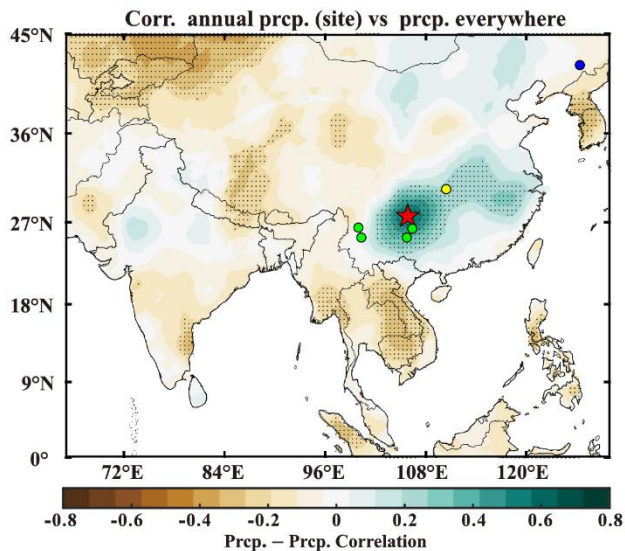 Corr. annual prcp. (site) vs prcp. everywhere
45°N
36°N
27°N
18°N
9°N
0°
72°E 84°E 96°E 108°E 120°E
-0.8 -0.6 -0.4 -0.2 0 0.2 0.4 0.6 0.8
Prcp. – Prcp. Correlation